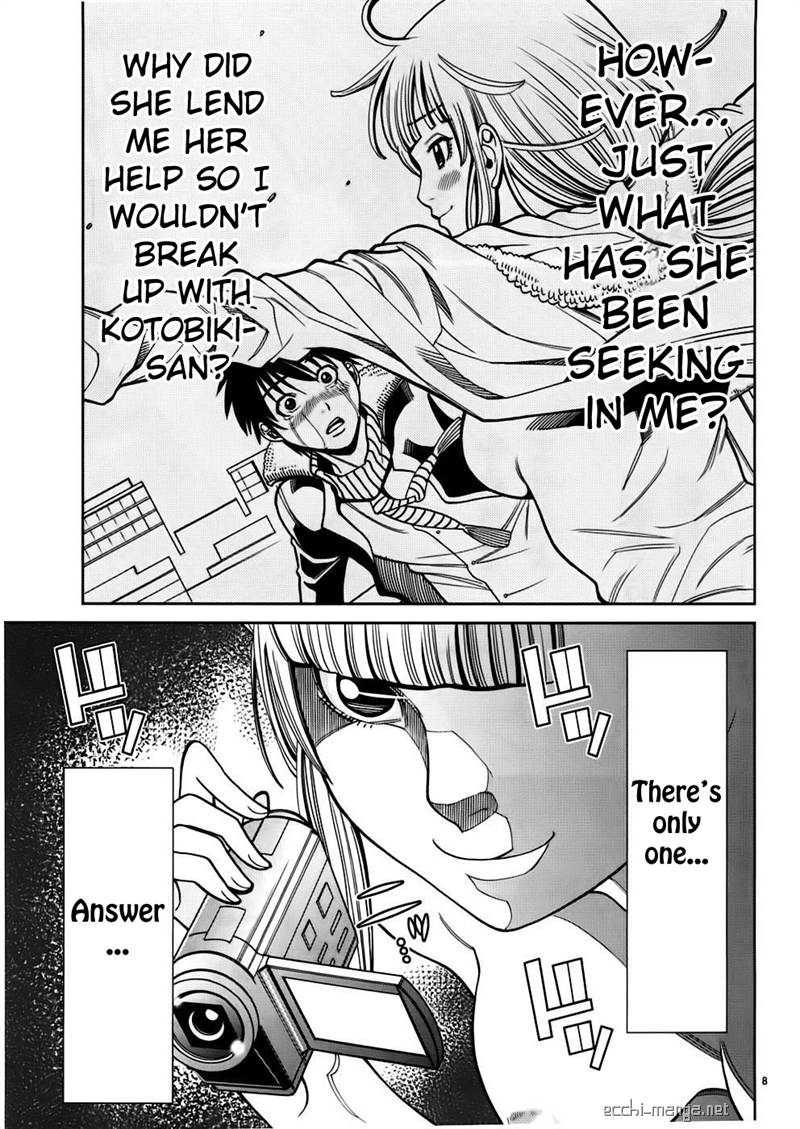 HOW-
EVER...
JUST
WHAT
HAS SHE
BEEN
SEEKING
IN ME?
WHY DID
SHE LEND
ME HER
HELP SO I
WOULDN'T
BREAK
UP WITH
KOTOBIKI-
SAN?
There's
only
one...
ドッ
ドッ
ドッ
Answer
...
8
ecchi-manga.net